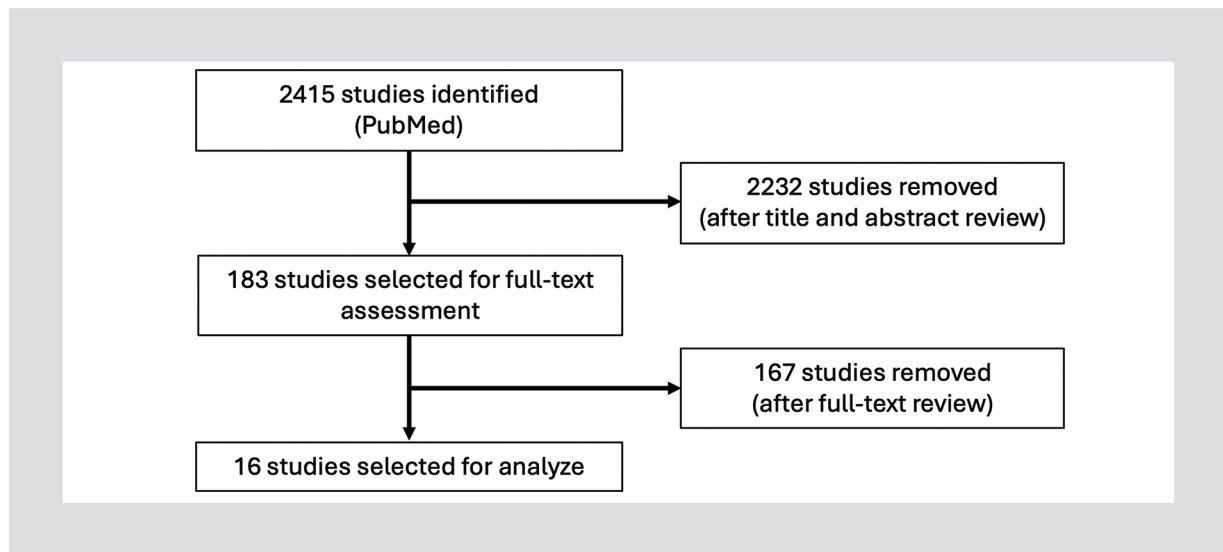 2415 studies identified
(PubMed)
2232 studies removed
(after title and abstract review)
183 studies selected for full-text
assessment
167 studies removed
(after full-text review)
16 studies selected for analyze